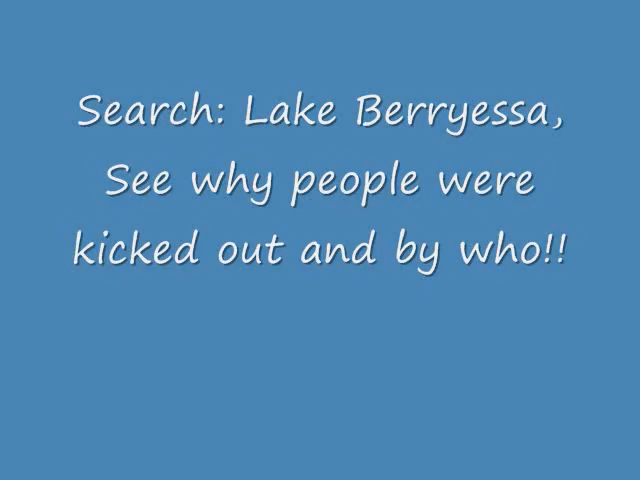 Search: Lake Berryessa,
See why people were
kicked out and by who!!